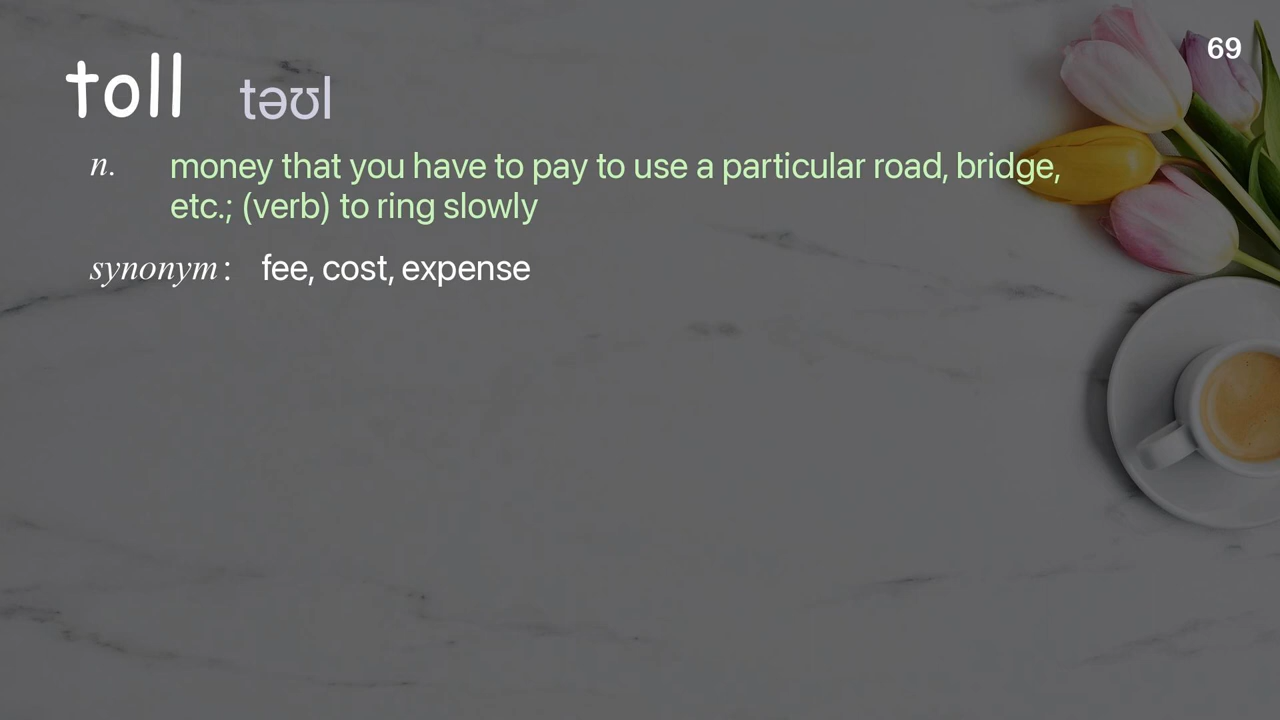 69
toll təʊl
n. money that you have to pay to use a particular road, bridge,
etc.; (verb) to ring slowly
synonym: fee, cost, expense